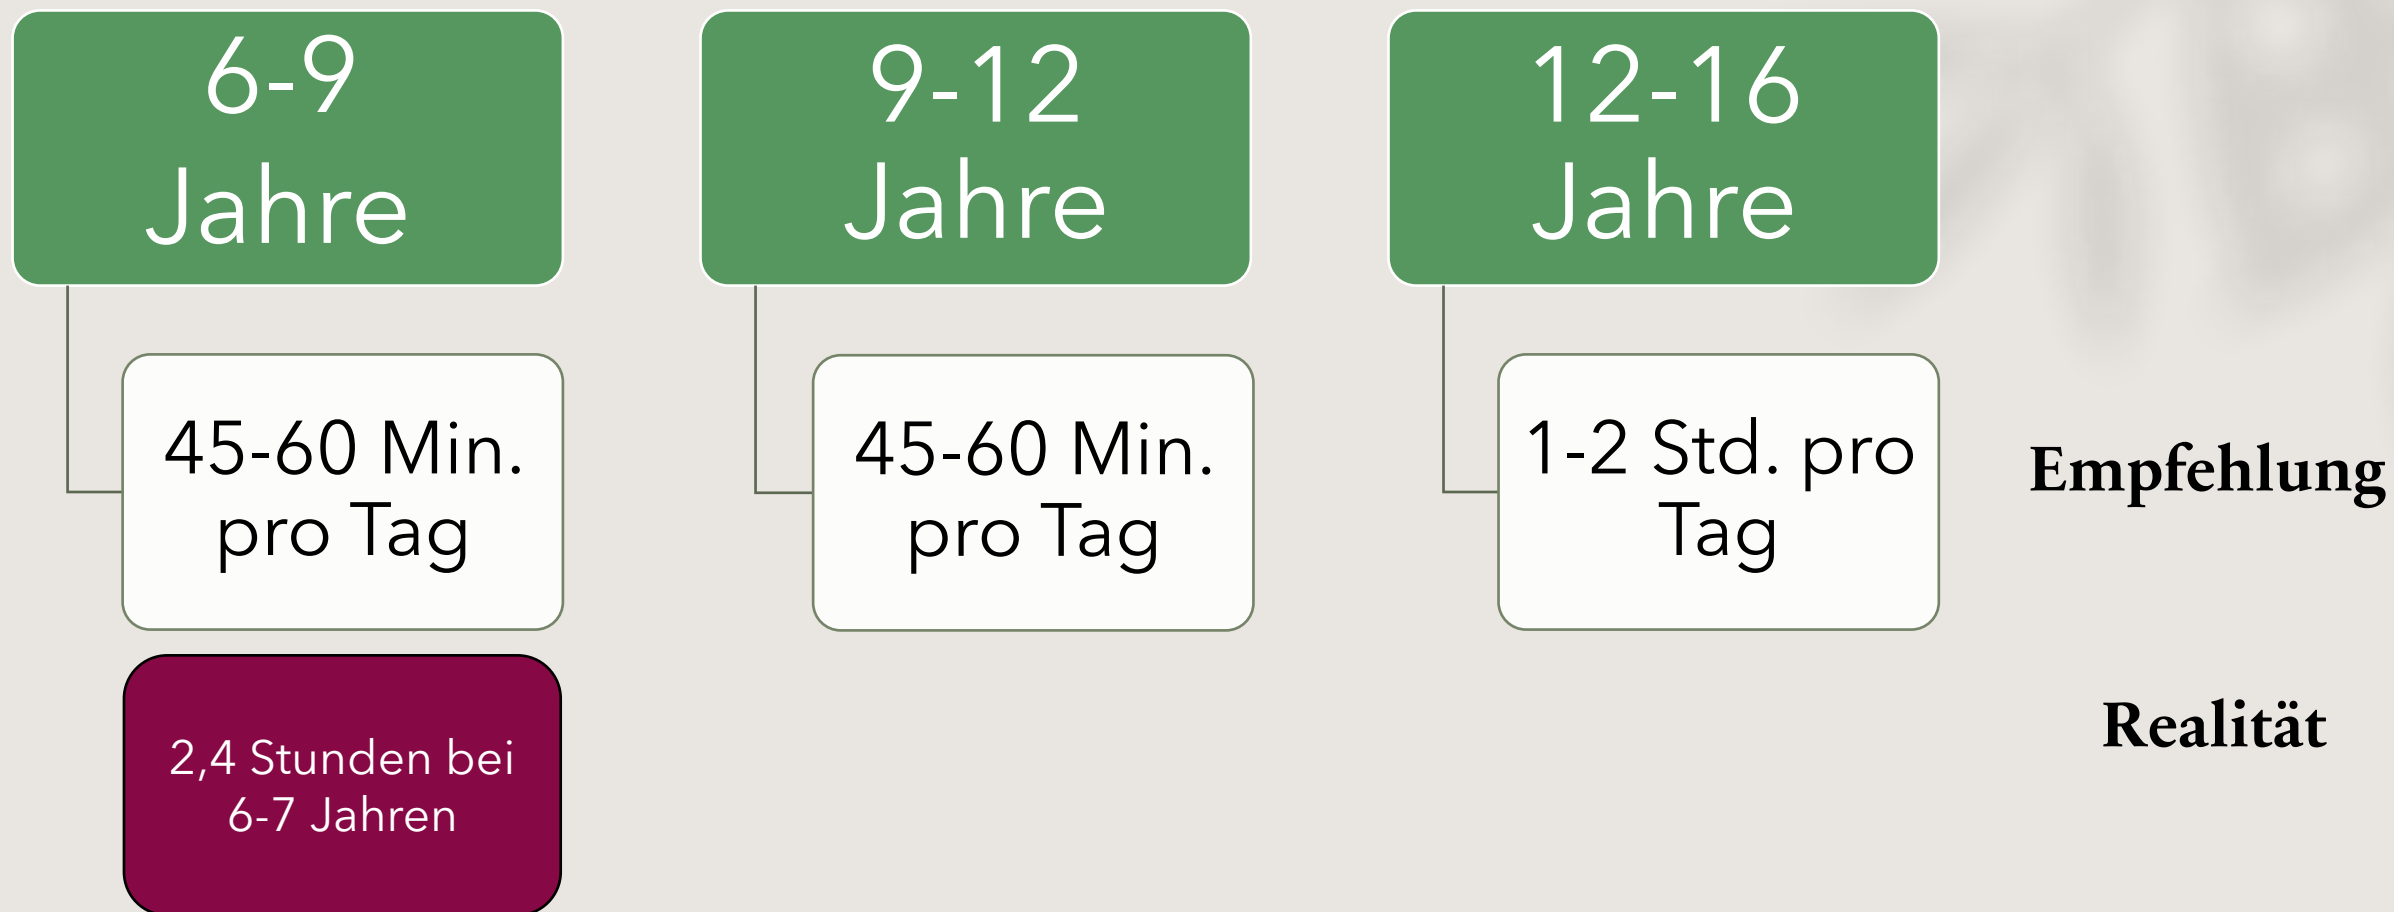 6-9
Jahre
9-12
Jahre
12-16
Jahre
45-60 Min.
pro Tag
45-60 Min.
pro Tag
1-2 Std. pro
Tag
Empfehlung
2,4 Stunden bei
6-7 Jahren
Realität